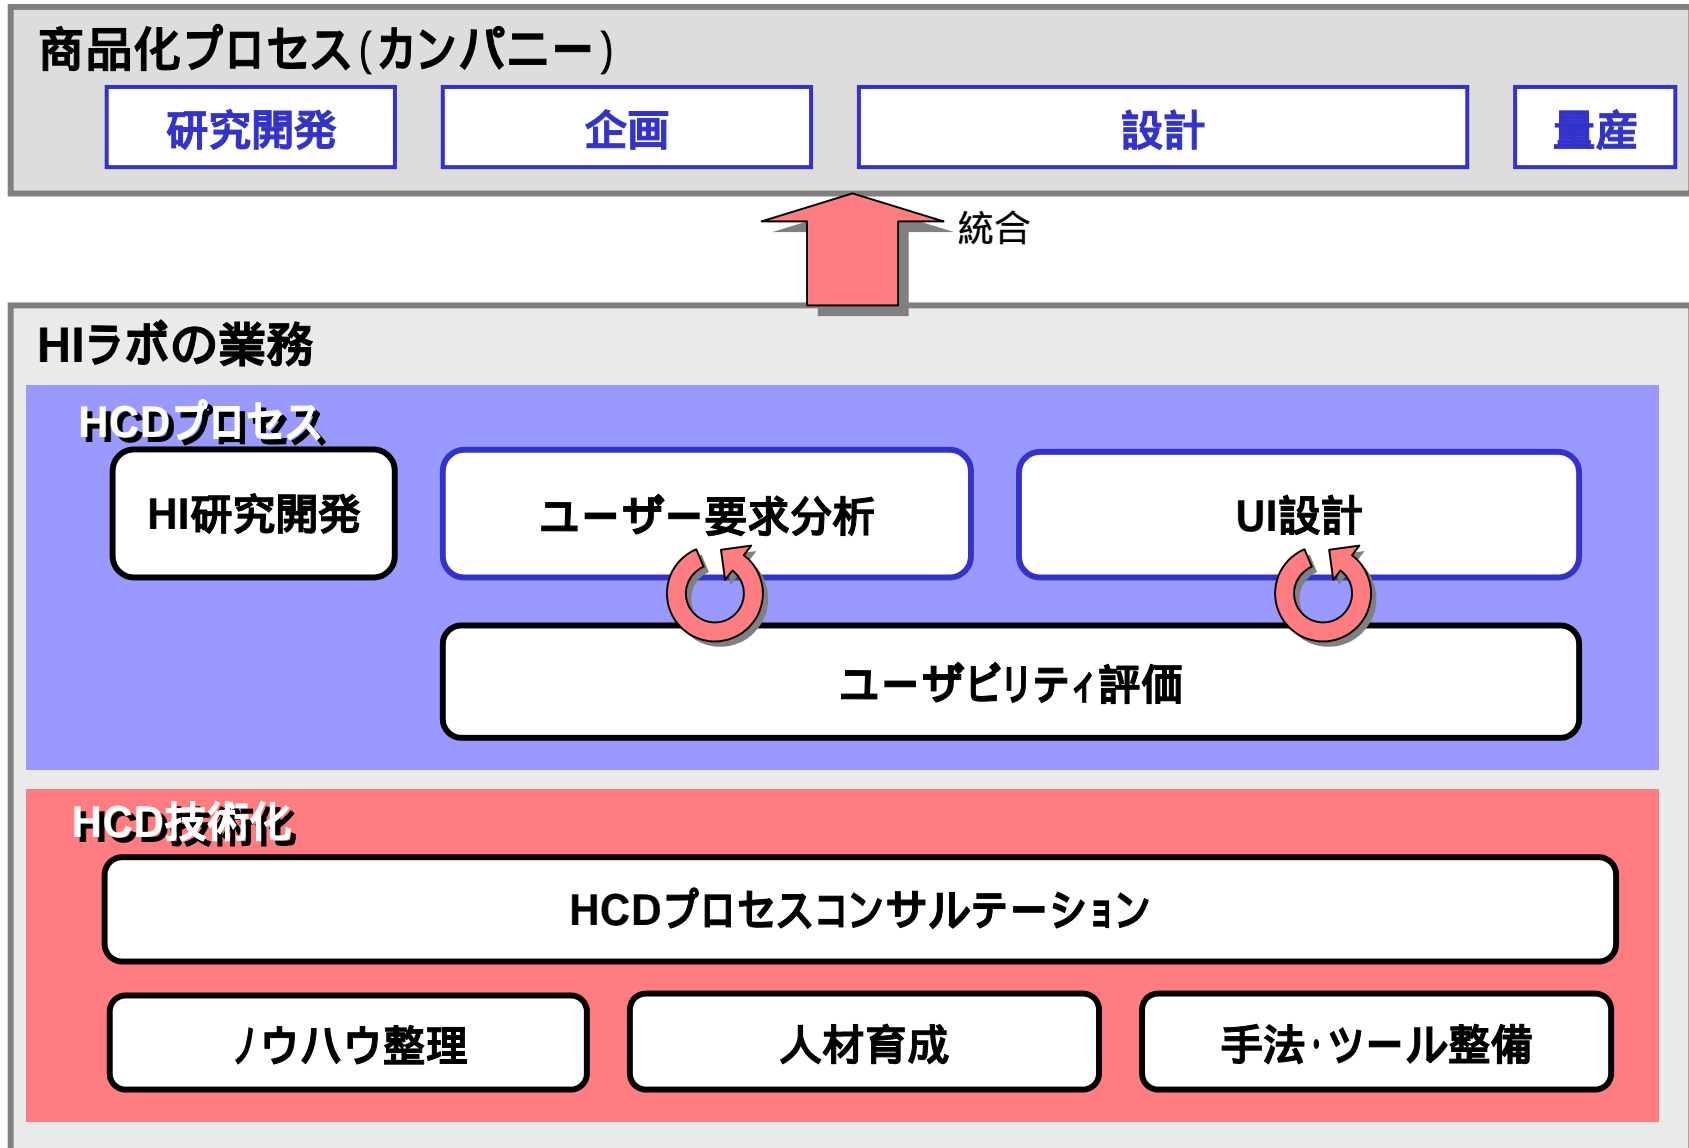 商品化プロセス(カンパニー)
研究開発 企画 設計 量産
統合
HIラボの業務
HCDプロセス
HI研究開発 ユーザー要求分析 UI設計
ユーザビリティ評価
HCD技術化
HCDプロセスコンサルテーション
ノウハウ整理 人材育成 手法・ツール整備